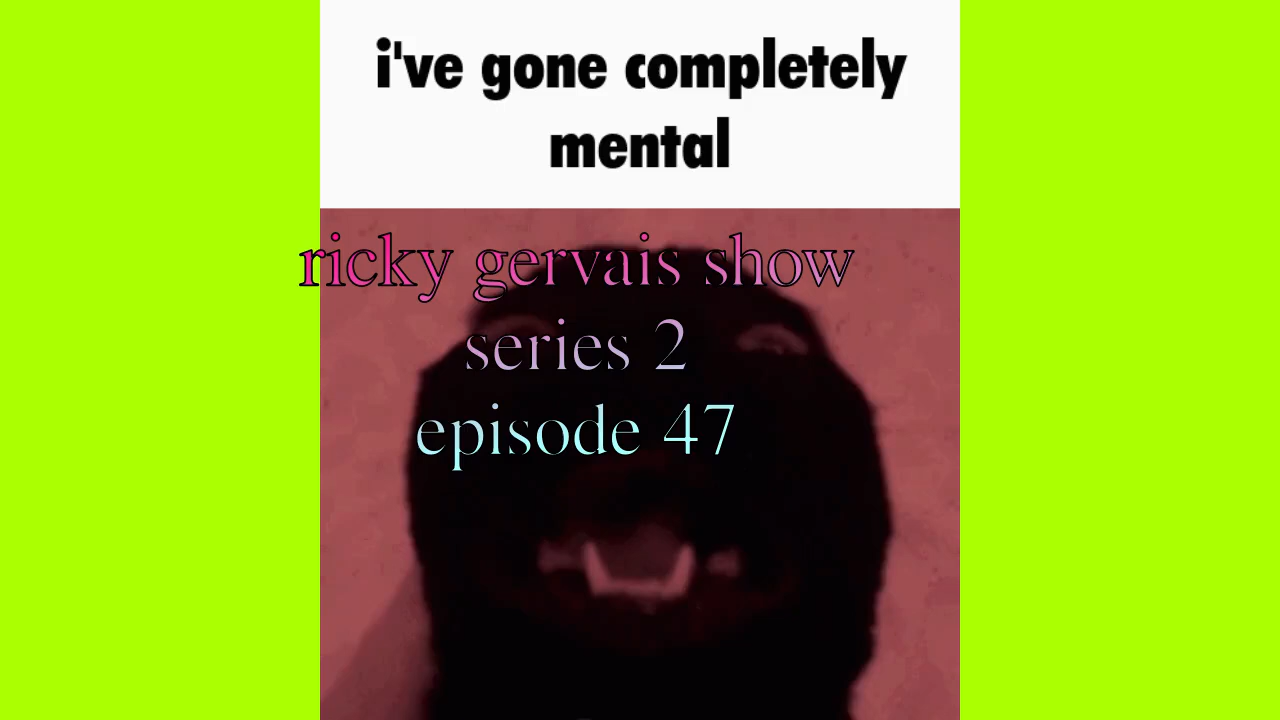 i've gone completely
mental
ricky gervais show
series 2
episode 47